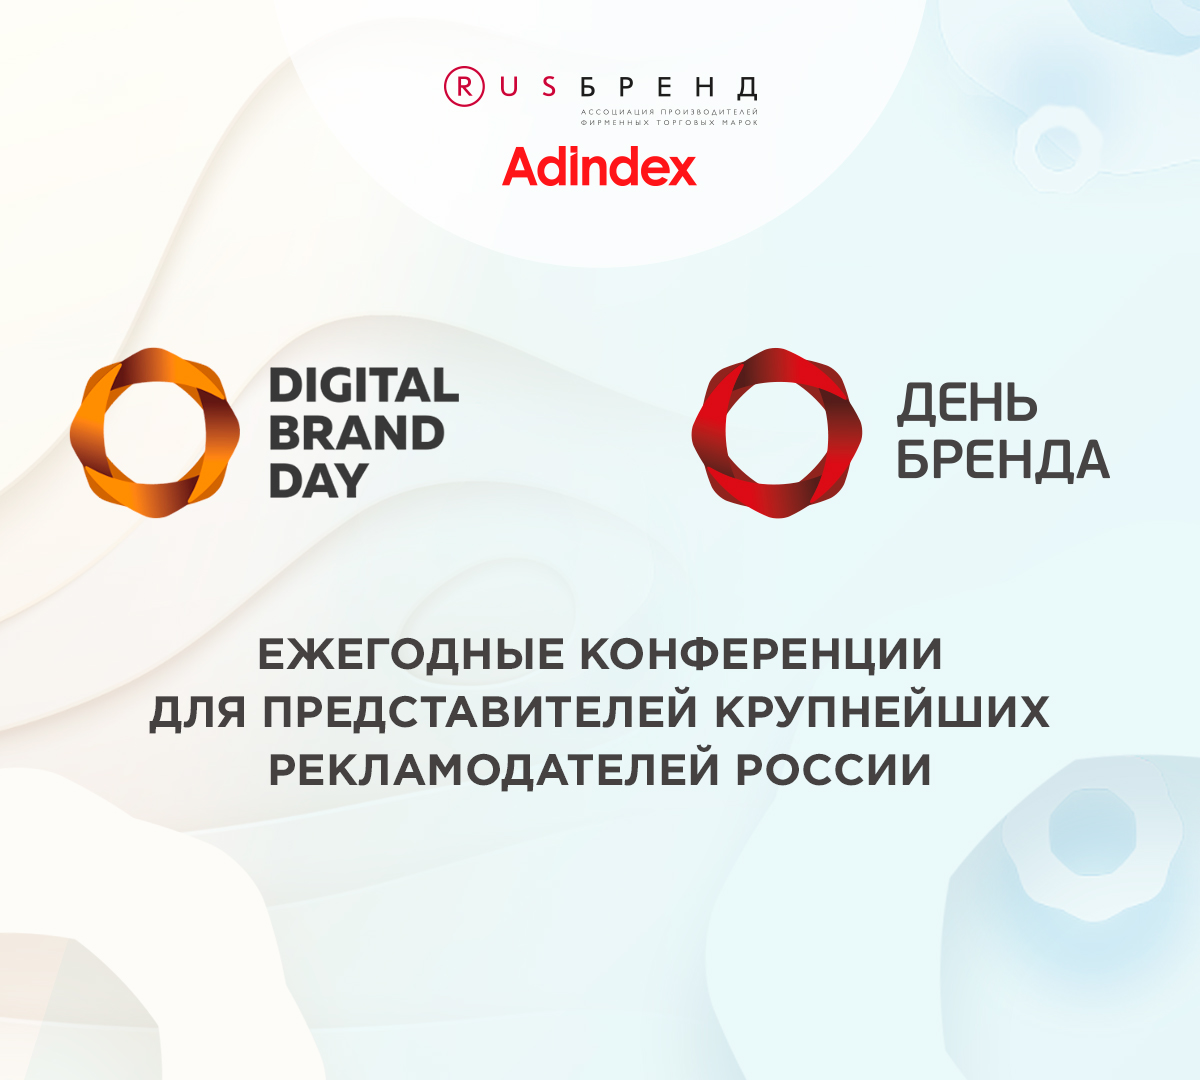 RUSБРЕНД
АССОЦИАЦИЯ ПРОИЗВОДИТЕЛЕЙ
ФИРМЕННЫХ ТОРГОВЫХ МАРОК
Adindex
DIGITAL
BRAND
DAY
ДЕНЬ
БРЕНДА
ЕЖЕГОДНЫЕ КОНФЕРЕНЦИИ
ДЛЯ ПРЕДСТАВИТЕЛЕЙ КРУПНЕЙШИХ
РЕКЛАМОДАТЕЛЕЙ РОССИИ